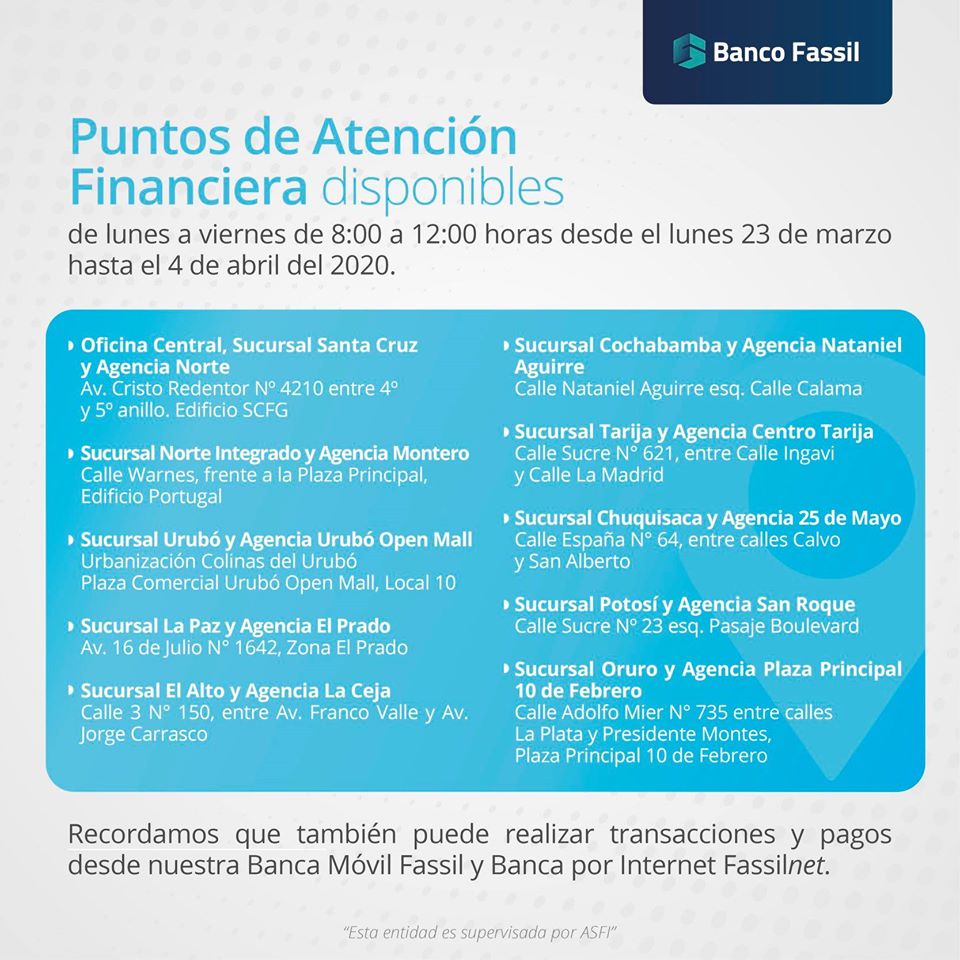 Banco Fassil
Puntos de Atención
Financiera disponibles
de lunes a viernes de 8:00 a 12:00 horas desde el lunes 23 de marzo
hasta el 4 de abril del 2020.
Oficina Central, Sucursal Santa Cruz
y Agencia Norte
Av. Cristo Redentor Nº 4210 entre 4º
y 5º anillo. Edificio SCFG
Sucursal Norte Integrado y Agencia Montero
Calle Warnes, frente a la Plaza Principal,
Edificio Portugal
Sucursal Urubó y Agencia Urubó Open Mall
Urbanización Colinas del Urubó
Plaza Comercial Urubó Open Mall, Local 10
Sucursal La Paz y Agencia El Prado
Av. 16 de Julio N° 1642, Zona El Prado
Sucursal El Alto y Agencia La Ceja
Calle 3 N° 150, entre Av. Franco Valle y Av.
Jorge Carrasco
Sucursal Cochabamba y Agencia Nataniel
Aguirre
Calle Nataniel Aguirre esq. Calle Calama
Sucursal Tarija y Agencia Centro Tarija
Calle Sucre N° 621, entre Calle Ingavi
y Calle La Madrid
Sucursal Chuquisaca y Agencia 25 de Mayo
Calle España N° 64, entre calles Calvo
y San Alberto
Sucursal Potosí y Agencia San Roque
Calle Sucre Nº 23 esq. Pasaje Boulevard
Sucursal Oruro y Agencia Plaza Principal
10 de Febrero
Calle Adolfo Mier N° 735 entre calles
La Plata y Presidente Montes,
Plaza Principal 10 de Febrero
Recordamos que también puede realizar transacciones y pagos
desde nuestra Banca Móvil Fassil y Banca por Internet Fassilnet.
“Esta entidad es supervisada por ASFI”